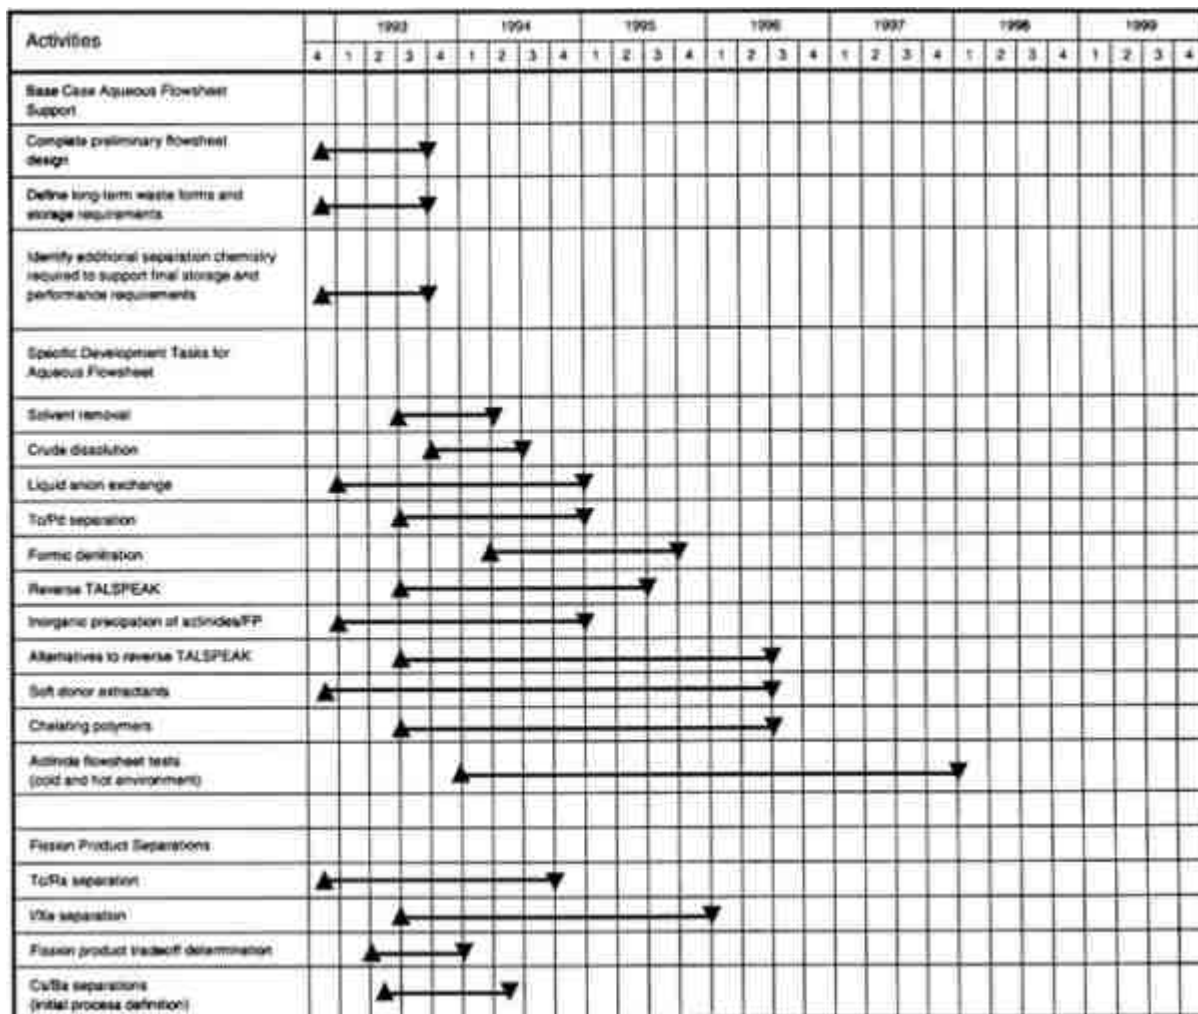 Activities
1993 1994 1995 1996 1997 1998 1999
4 1 2 3 4 1 2 3 4 1 2 3 4 1 2 3 4 1 2 3 4 1 2 3 4 1 2 3 4
Base Case Aqueous Flowsheet
Support
Complete preliminary flowsheet
design
Define long-term waste forms and
storage requirements
Identify additional separation chemistry
required to support final storage and
performance requirements
Specific Development Tasks for
Aqueous Flowsheet
Solvent removal
Crude dissolution
Liquid anion exchange
Tc/Pd separation
Formic denitration
Reverse TALSPEAK
Inorganic precipation of actinides/FP
Alternatives to reverse TALSPEAK
Soft donor extractants
Chelating polymers
Actinide flowsheet tests
(cold and hot environment)
Fission Product Separations
separation
I/Xe separation
Fission product tradeoff determination
Cs/Ba separations
(initial process definition)